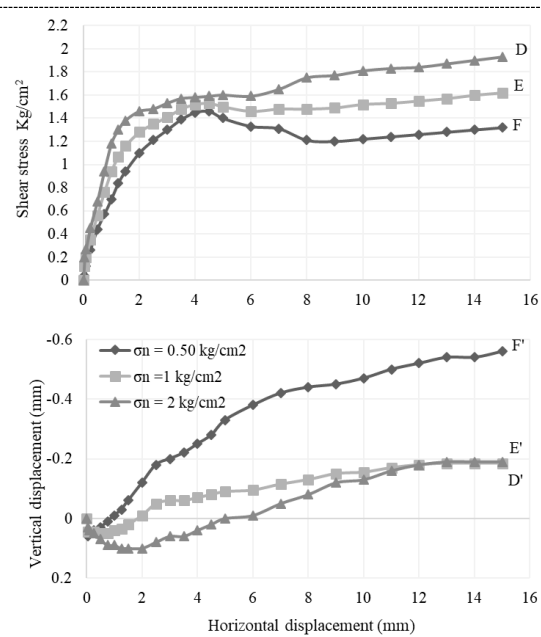 2.2
2
1.8
1.6
1.4
1.2
1
0.8
0.6
0.4
0.2
0
Shear stress Kg/cm²
D
E
F
0 2 4 6 8 10 12 14 16
-0.6
-0.4
-0.2
0
0.2
Vertical displacement (mm)
σn = 0.50 kg/cm2
σn =1 kg/cm2
σn = 2 kg/cm2
F'
E'
D'
0 2 4 6 8 10 12 14 16
Horizontal displacement (mm)